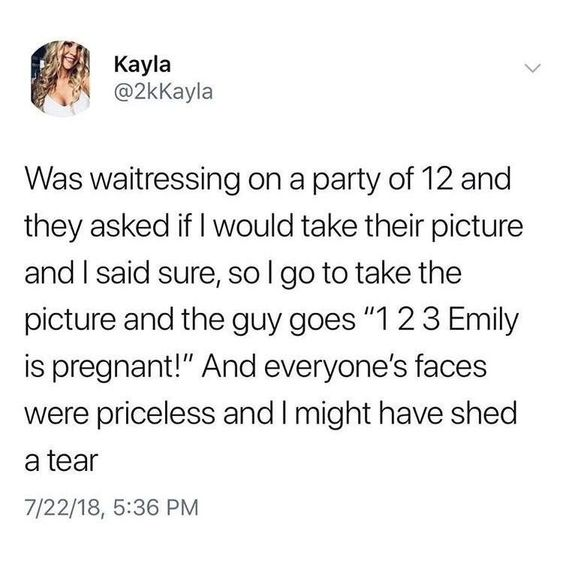 Kayla
@2kKayla
Was waitressing on a party of 12 and
they asked if I would take their picture
and I said sure, so I go to take the
picture and the guy goes “1 2 3 Emily
is pregnant!” And everyone’s faces
were priceless and I might have shed
a tear
7/22/18, 5:36 PM